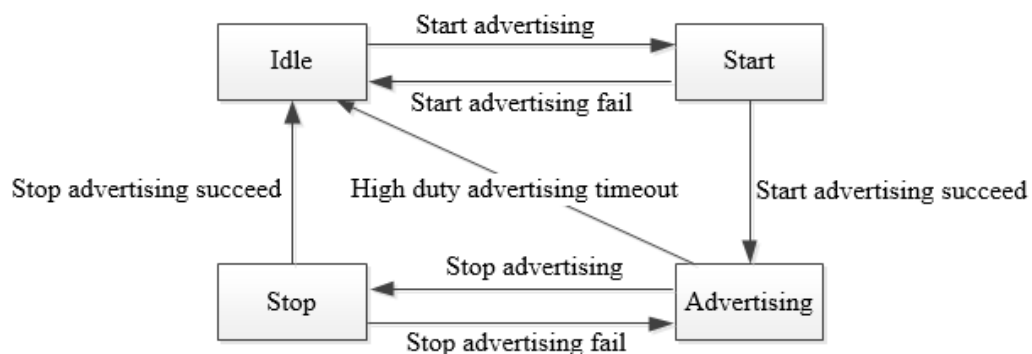 Start advertising
Idle
Start
Start advertising fail
Stop advertising succeed
High duty advertising timeout
Start advertising succeed
Stop advertising
Stop
Advertising
Stop advertising fail